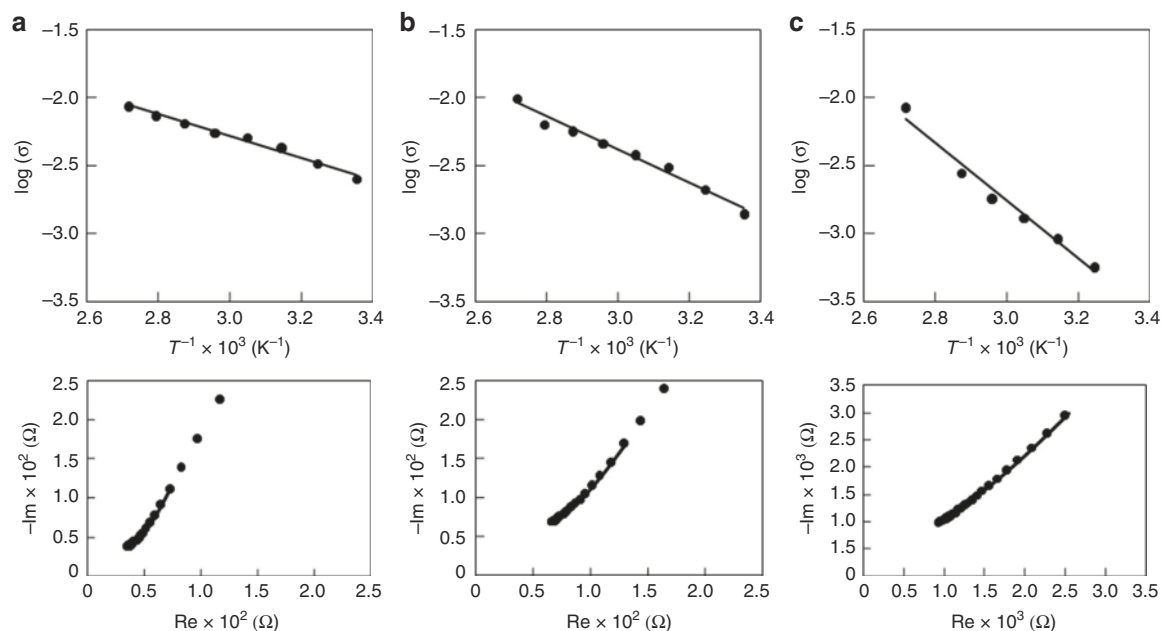 a
−1.5
−2.0
−2.5
−3.0
−3.5
log (σ)
2.6 2.8 3.0 3.2 3.4
T⁻¹ × 10³ (K⁻¹)
b
−1.5
−2.0
−2.5
−3.0
−3.5
log (σ)
2.6 2.8 3.0 3.2 3.4
T⁻¹ × 10³ (K⁻¹)
c
−1.5
−2.0
−2.5
−3.0
−3.5
log (σ)
2.6 2.8 3.0 3.2 3.4
T⁻¹ × 10³ (K⁻¹)
2.5
2.0
1.5
1.0
0.5
0
−Im × 10² (Ω)
0 0.5 1.0 1.5 2.0 2.5
Re × 10² (Ω)
2.5
2.0
1.5
1.0
0.5
0
−Im × 10² (Ω)
0 0.5 1.0 1.5 2.0 2.5
Re × 10² (Ω)
3.5
3.0
2.5
2.0
1.5
1.0
1.5
0
−Im × 10³ (Ω)
0 0.5 1.0 1.5 2.0 2.5 3.0 3.5
Re × 10³ (Ω)